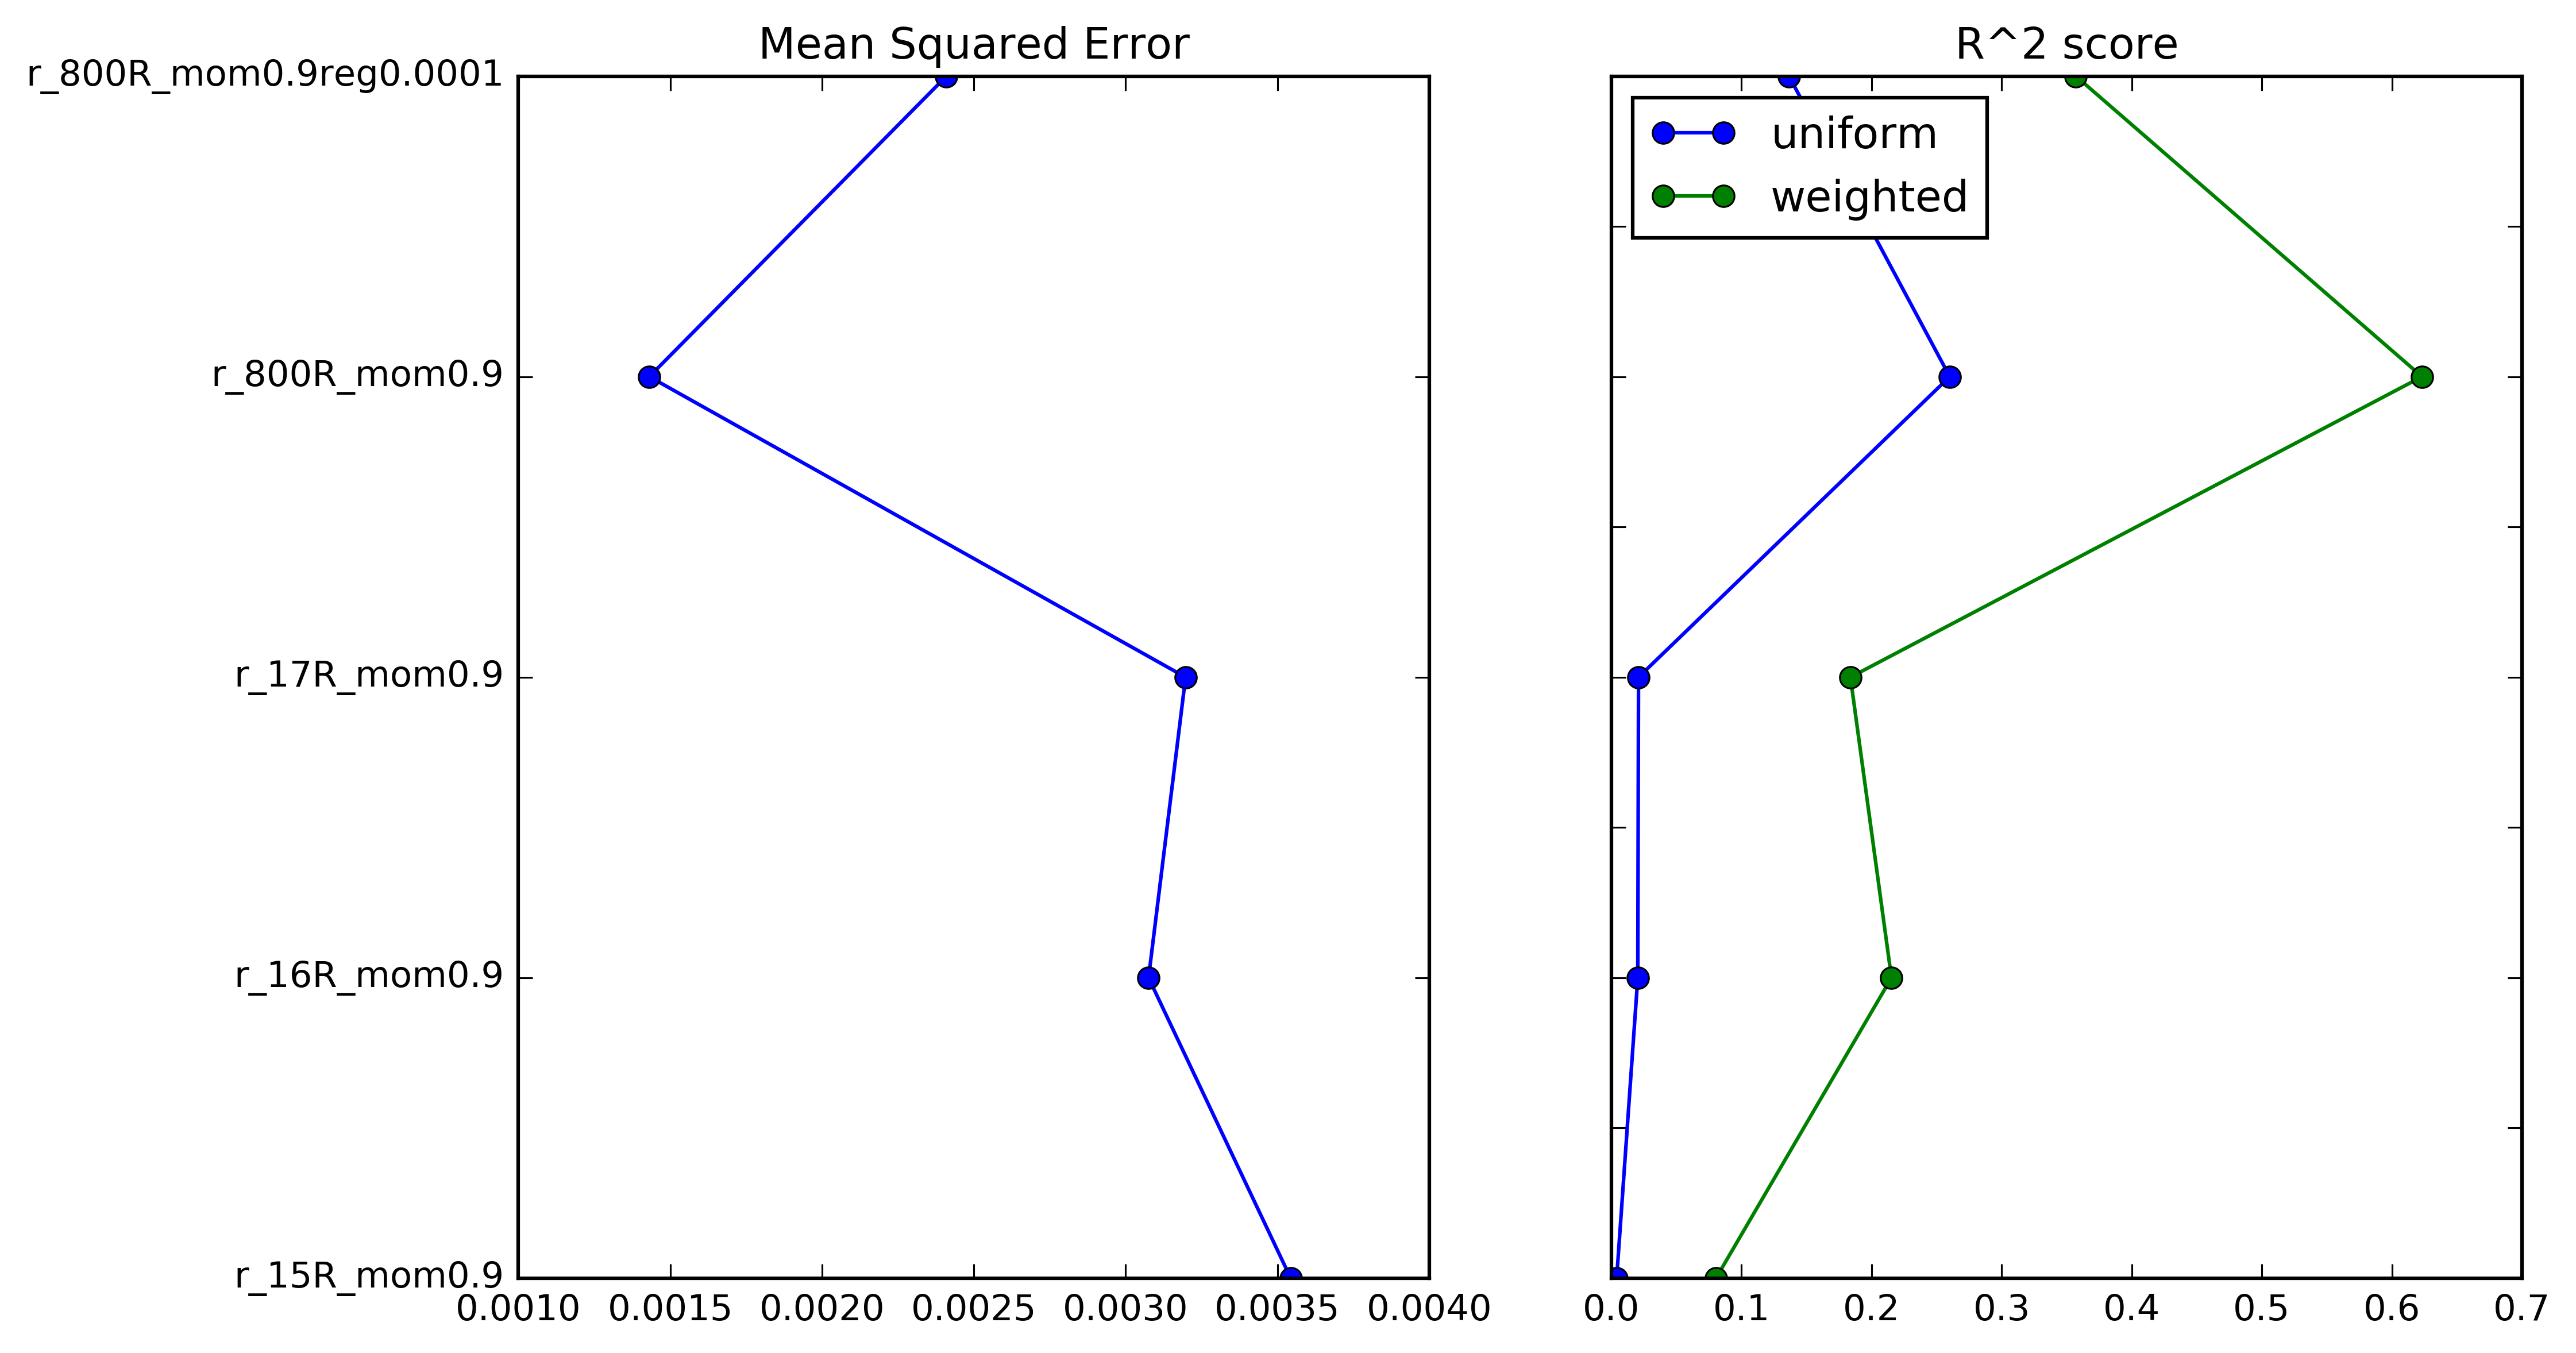 Mean Squared Error
R^2 score
r_800R_mom0.9reg0.0001
uniform
weighted
r_800R_mom0.9
r_17R_mom0.9
r_16R_mom0.9
r_15R_mom0.9
0.0010 0.0015 0.0020 0.0025 0.0030 0.0035 0.0040
0.0 0.1 0.2 0.3 0.4 0.5 0.6 0.7